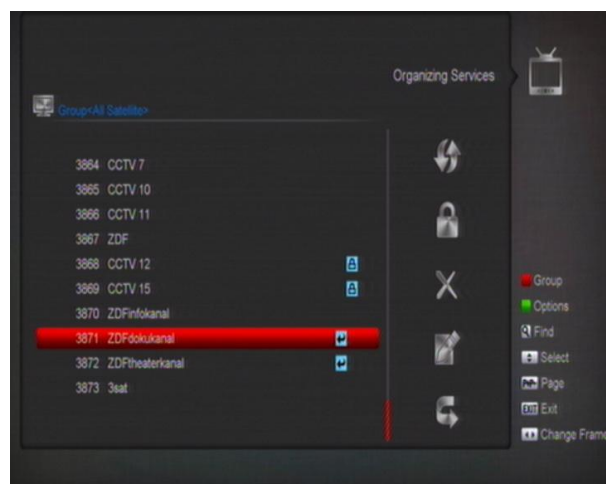 Organizing Services
Group<All Satellite>
3864 CCTV 7
3865 CCTV 10
3866 CCTV 11
3867 ZDF
3868 CCTV 12
3869 CCTV 15
3870 ZDFinfokanal
3871 ZDFdokukanal
3872 ZDFtheaterkanal
3873 3sat
Group
Options
Find
Select
Page
EXIT Exit
Change Frame